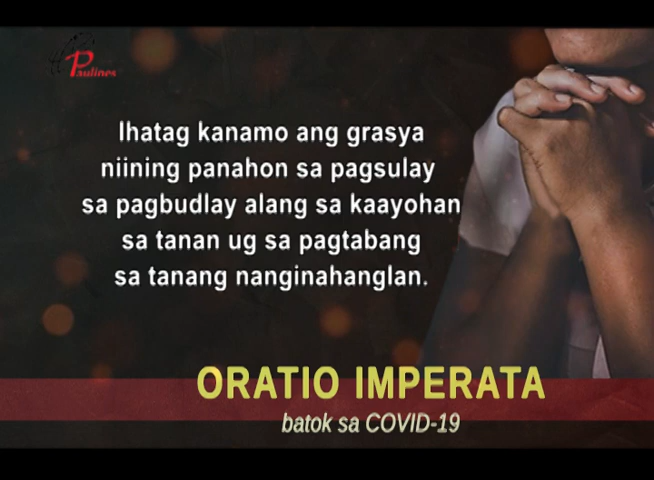 Paulines
Ihatag kanamo ang grasya
niining panahon sa pagsulay
sa pagbudlay alang sa kaayohan
sa tanan ug sa pagtabang
sa tanang nanginahanglan.
ORATIO IMPERATA
batok sa COVID-19